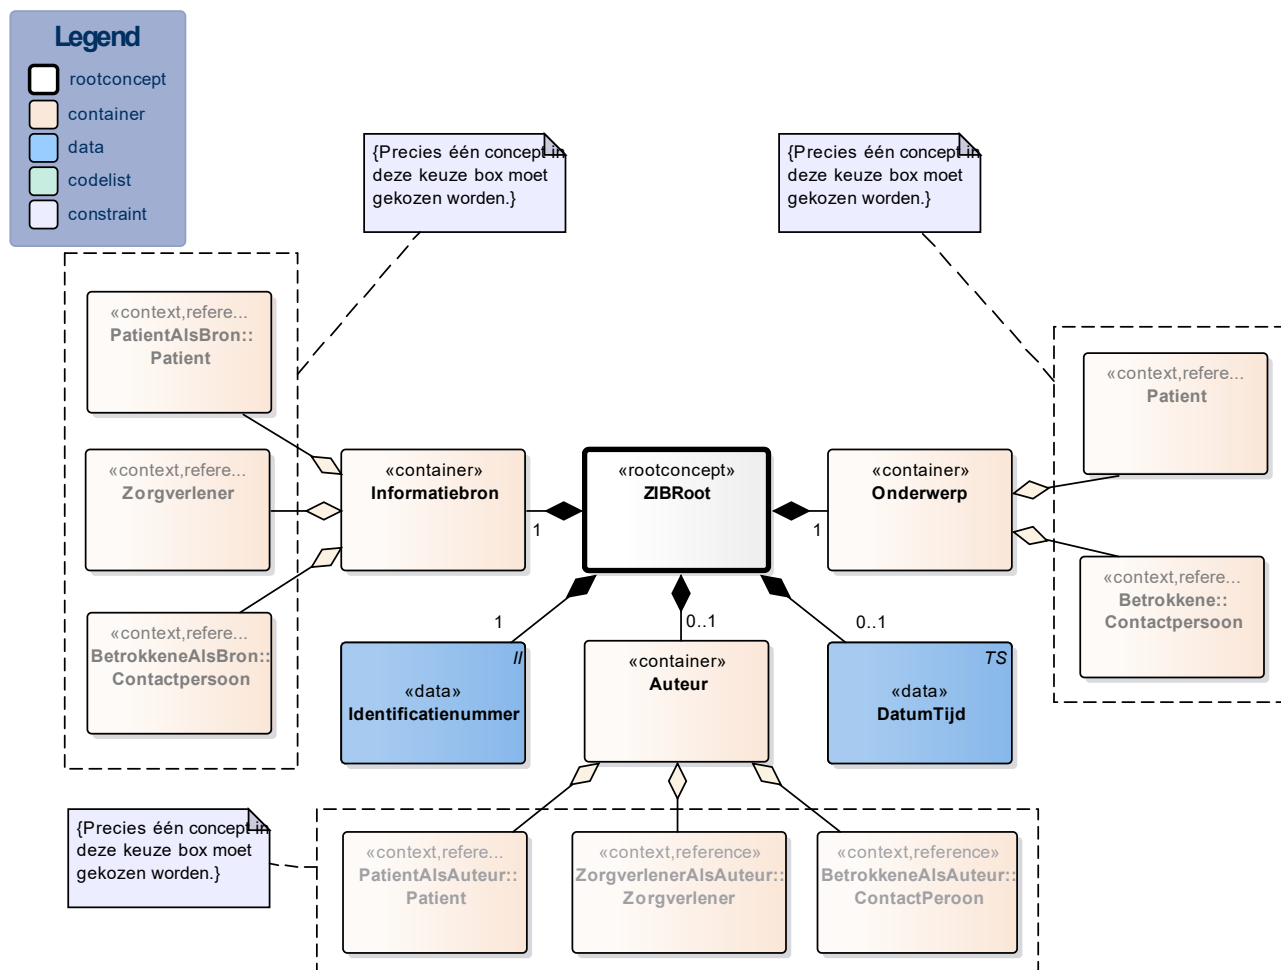 Legend
rootconcept
container
data
codelist
constraint
{Precies één concept in
deze keuze box moet
gekozen worden.}
{Precies één concept in
deze keuze box moet
gekozen worden.}
«context,refere...
PatientAlsBron::
Patient
«context,refere...
Patient
«context,refere...
Zorgverlener
«container»
Informatiebron
«rootconcept»
ZIBRoot
«container»
Onderwerp
1
1
«context,refere...
Betrokkene::
Contactpersoon
«context,refere...
BetrokkeneAlsBron::
Contactpersoon
1
0..1
0..1
II
«data»
Identificatienummer
«container»
Auteur
TS
«data»
DatumTijd
{Precies één concept in
deze keuze box moet
gekozen worden.}
«context,refere...
PatientAlsAuteur::
Patient
«context,reference»
ZorgverlenerAlsAuteur::
Zorgverlener
«context,reference»
BetrokkeneAlsAuteur::
ContactPeroon